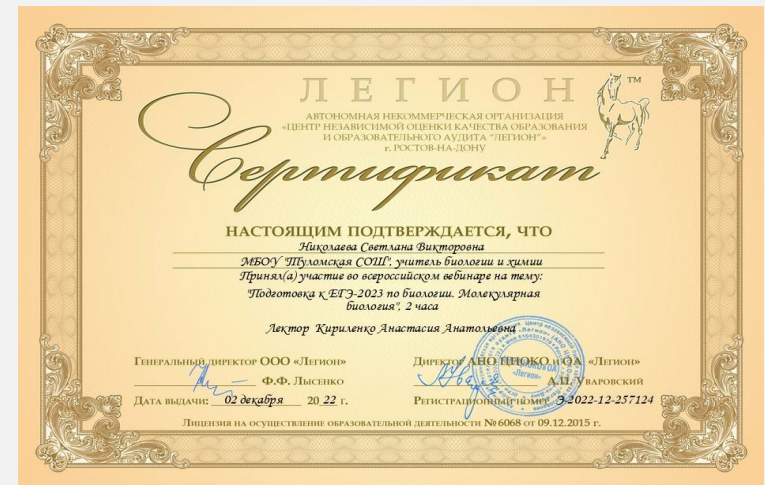 ЛЕГИОН ™
АВТОНОМНАЯ НЕКОММЕРЧЕСКАЯ ОРГАНИЗАЦИЯ
«ЦЕНТР НЕЗАВИСИМОЙ ОЦЕНКИ КАЧЕСТВА ОБРАЗОВАНИЯ
И ОБРАЗОВАТЕЛЬНОГО АУДИТА "ЛЕГИОН"»
г. РОСТОВ-НА-ДОНУ
Сертификат
НАСТОЯЩИМ ПОДТВЕРЖДАЕТСЯ, ЧТО
Николаева Светлана Викторовна
МБОУ "Туломская СОШ", учитель биологии и химии
Принял(а) участие во всероссийском вебинаре на тему:
"Подготовка к ЕГЭ-2023 по биологии. Молекулярная
биология", 2 часа
Лектор Кириленко Анастасия Анатольевна
Генеральный директор ООО «Легион» Директор АНО ЦНОКО и ОА «Легион»
Ф.Ф. Лысенко А.П. Уваровский
Дата выдачи: 02 декабря 20 22 г. Регистрационный номер Э-2022-12-257124
Лицензия на осуществление образовательной деятельности №6068 от 09.12.2015 г.